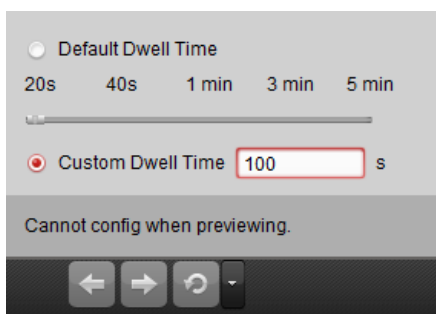 Default Dwell Time
20s 40s 1 min 3 min 5 min
Custom Dwell Time 100 s
Cannot config when previewing.